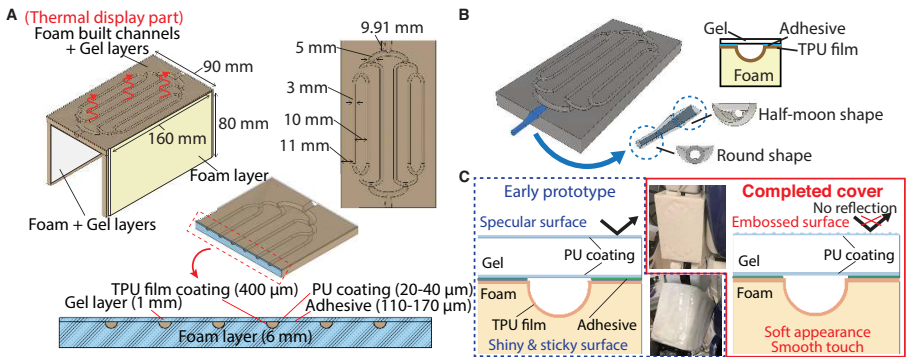 A
(Thermal display part)
Foam built channels
+ Gel layers
90 mm
80 mm
160 mm
Foam layer
Foam + Gel layers
9.91 mm
5 mm
3 mm
10 mm
11 mm
TPU film coating (400 μm)
PU coating (20-40 μm)
Gel layer (1 mm)
Adhesive (110-170 μm)
Foam layer (6 mm)
B
Gel
Adhesive
TPU film
Foam
Half-moon shape
Round shape
C
Early prototype
Specular surface
PU coating
Gel
Foam
TPU film
Adhesive
Shiny & sticky surface
Completed cover
No reflection
Embossed surface
PU coating
Gel
Foam
Soft appearance
Smooth touch